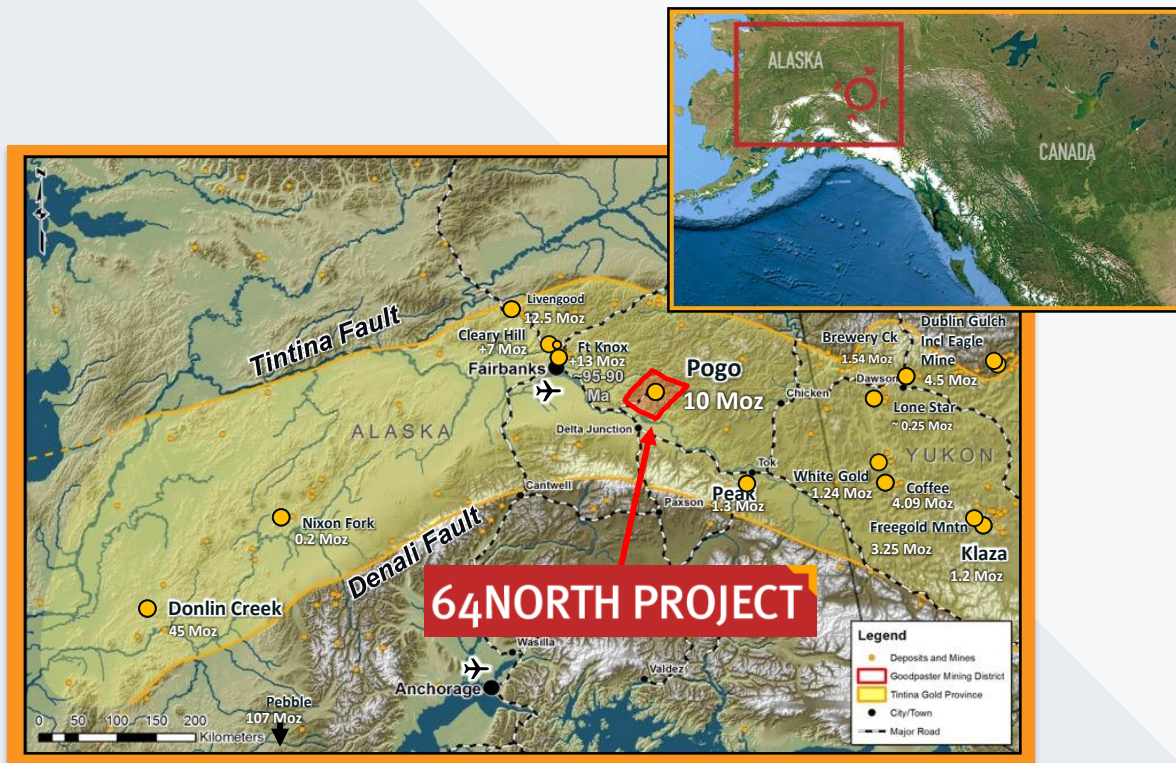 ALASKA
CANADA
Tintina Fault
Livengood
12.5 Moz
Cleary Hill
+7 Moz
Ft Knox
+13 Moz
~95-90
Ma
Fairbanks
Pogo
10 Moz
Brewery Ck
1.54 Moz
Dublin Gulch
Incl Eagle
Mine
4.5 Moz
Dawson
Chicken
Lone Star
~ 0.25 Moz
ALASKA
Delta Junction
YUKON
Tok
White Gold
1.24 Moz
Coffee
4.09 Moz
Cantwell
Peak
1.3 Moz
Paxson
Freegold Mntn
3.25 Moz
Klaza
1.2 Moz
Nixon Fork
0.2 Moz
Denali Fault
64NORTH PROJECT
Donlin Creek
45 Moz
Wasilla
Valdez
Anchorage
Pebble
107 Moz
0 50 100 150 200
Kilometers
Legend
Deposits and Mines
Goodpaster Mining District
Tintina Gold Province
City/Town
Major Road